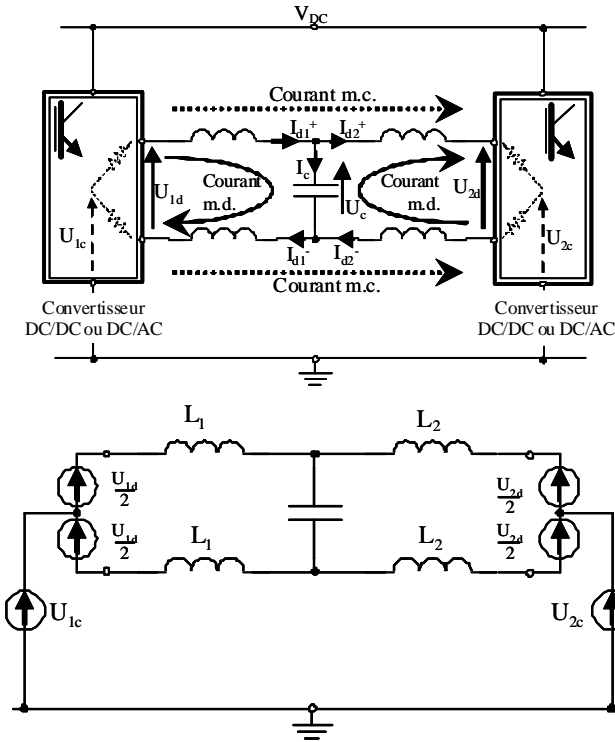 V_DC
Courant m.c.
I_d1^+ I_d2^+
U_1d Courant m.d. I_c U_c Courant m.d. U_2d
U_1c U_2c
I_d1^- I_d2^-
Courant m.c.
Convertisseur DC/DC ou DC/AC
Convertisseur DC/DC ou DC/AC
L_1 L_2
U_1d/2 U_2d/2
U_1d/2 U_2d/2
L_1 L_2
U_1c U_2c